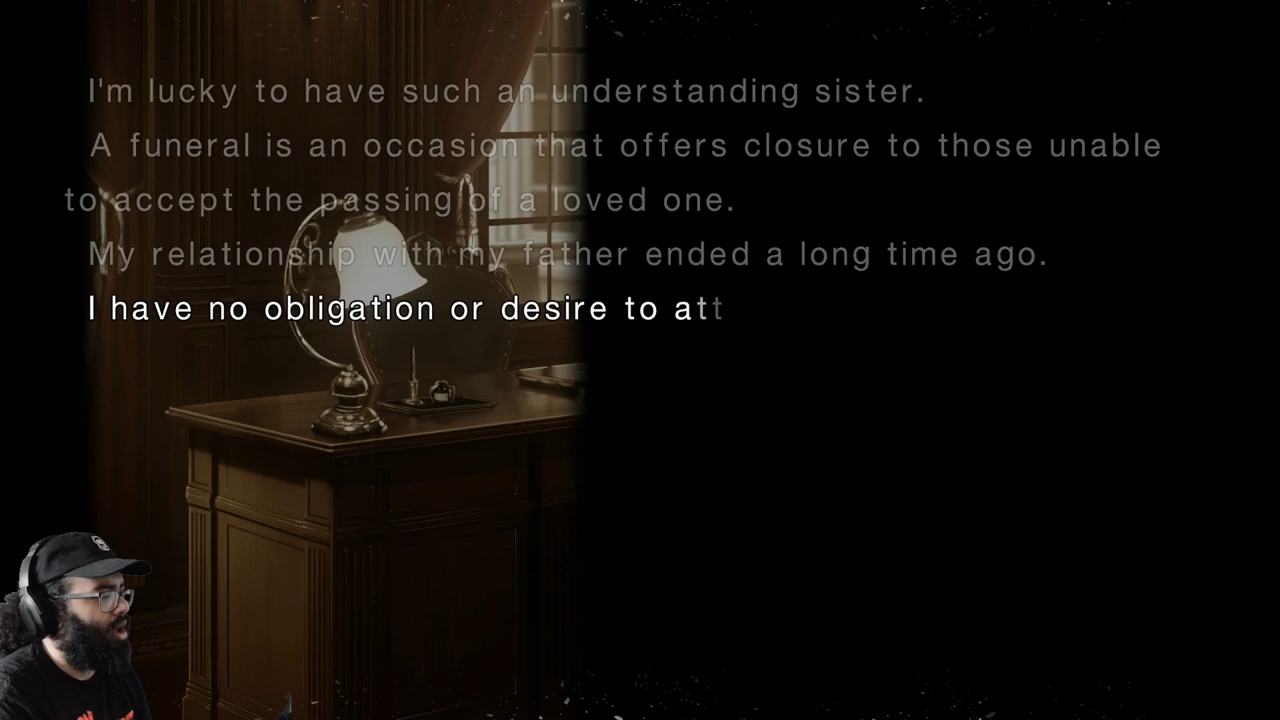 I'm lucky to have such an understanding sister.
A funeral is an occasion that offers closure to those unable
to accept the passing of a loved one.
My relationship with my father ended a long time ago.
I have no obligation or desire to att